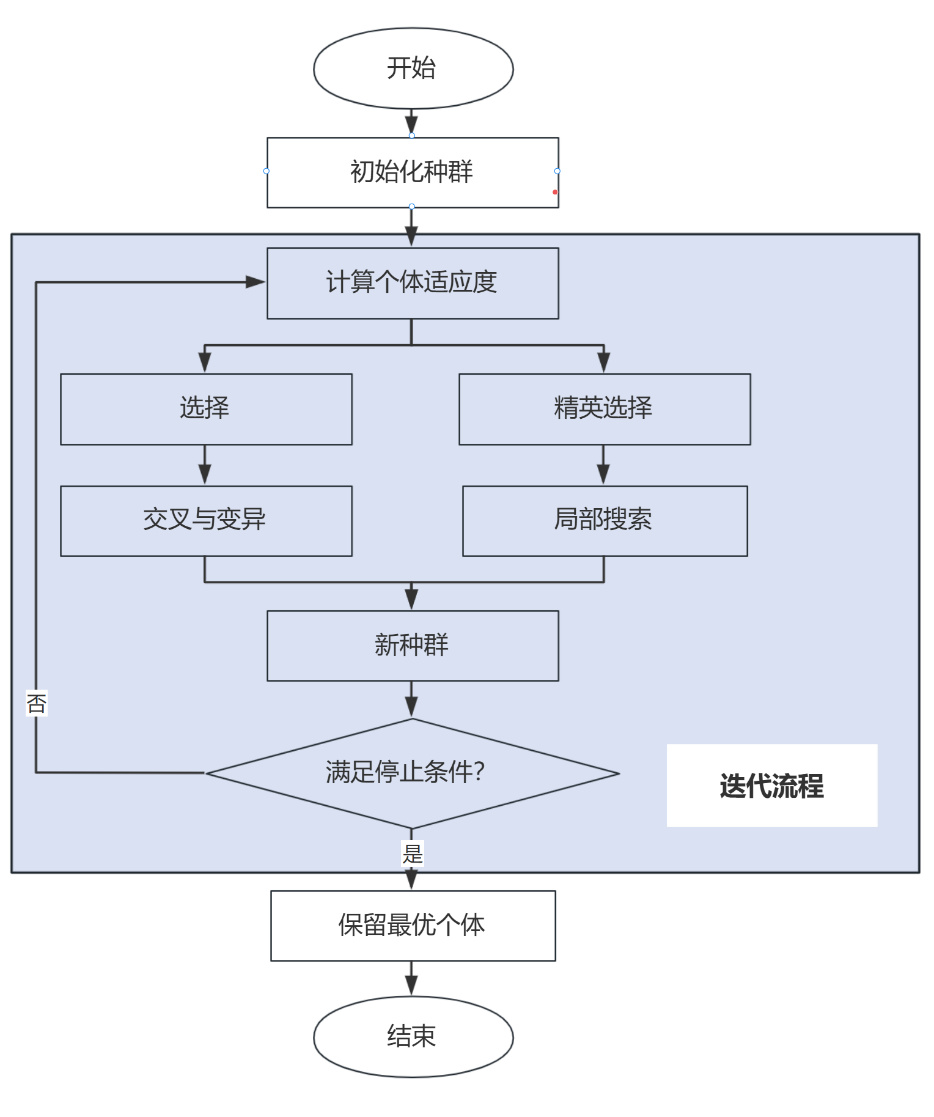 开始
初始化种群
计算个体适应度
选择
精英选择
交叉与变异
局部搜索
新种群
否
满足停止条件？
迭代流程
是
保留最优个体
结束